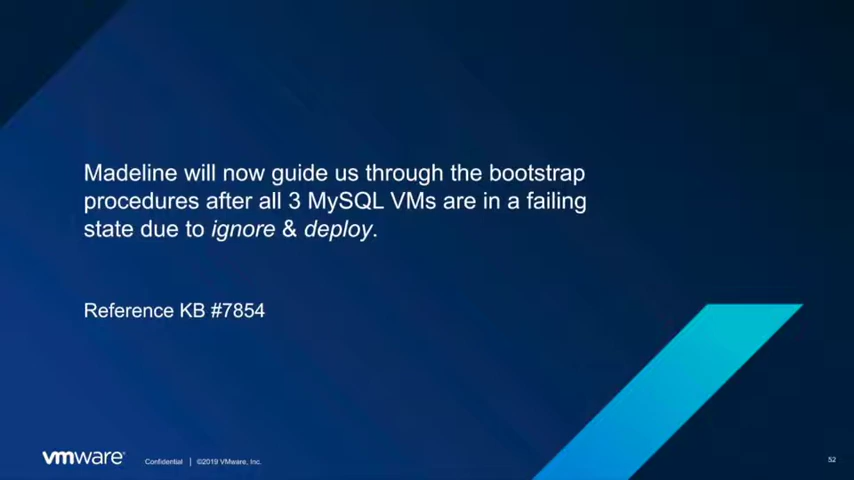 Madeline will now guide us through the bootstrap
procedures after all 3 MySQL VMs are in a failing
state due to ignore & deploy.
Reference KB #7854
vmware Confidential | ©2019 VMware, Inc. 52